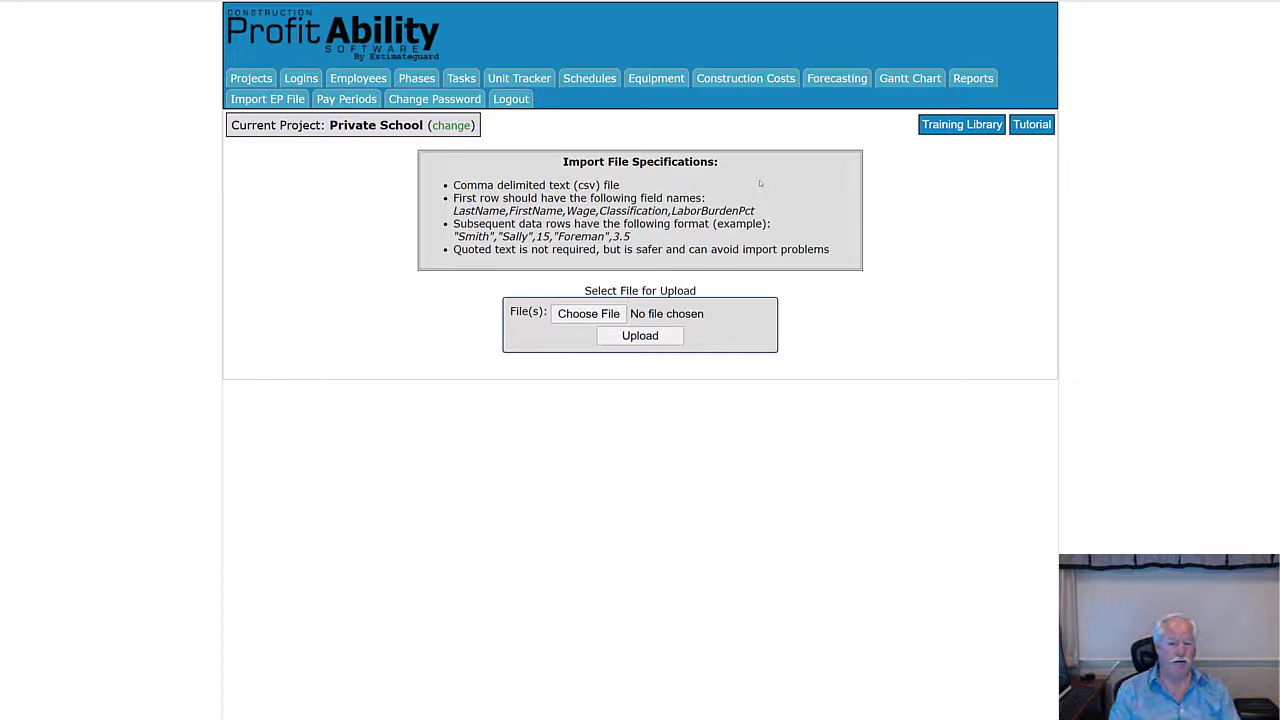 CONSTRUCTION
Profit Ability
SOFTWARE
By Estimateguard
Projects Logins Employees Phases Tasks Unit Tracker Schedules Equipment Construction Costs Forecasting Gantt Chart Reports
Import EP File Pay Periods Change Password Logout
Current Project: Private School (change)
Training Library Tutorial
Import File Specifications:
• Comma delimited text (csv) file
• First row should have the following field names:
LastName,FirstName,Wage,Classification,LaborBurdenPct
• Subsequent data rows have the following format (example):
"Smith","Sally",15,"Foreman",3.5
• Quoted text is not required, but is safer and can avoid import problems
Select File for Upload
File(s): Choose File No file chosen
Upload